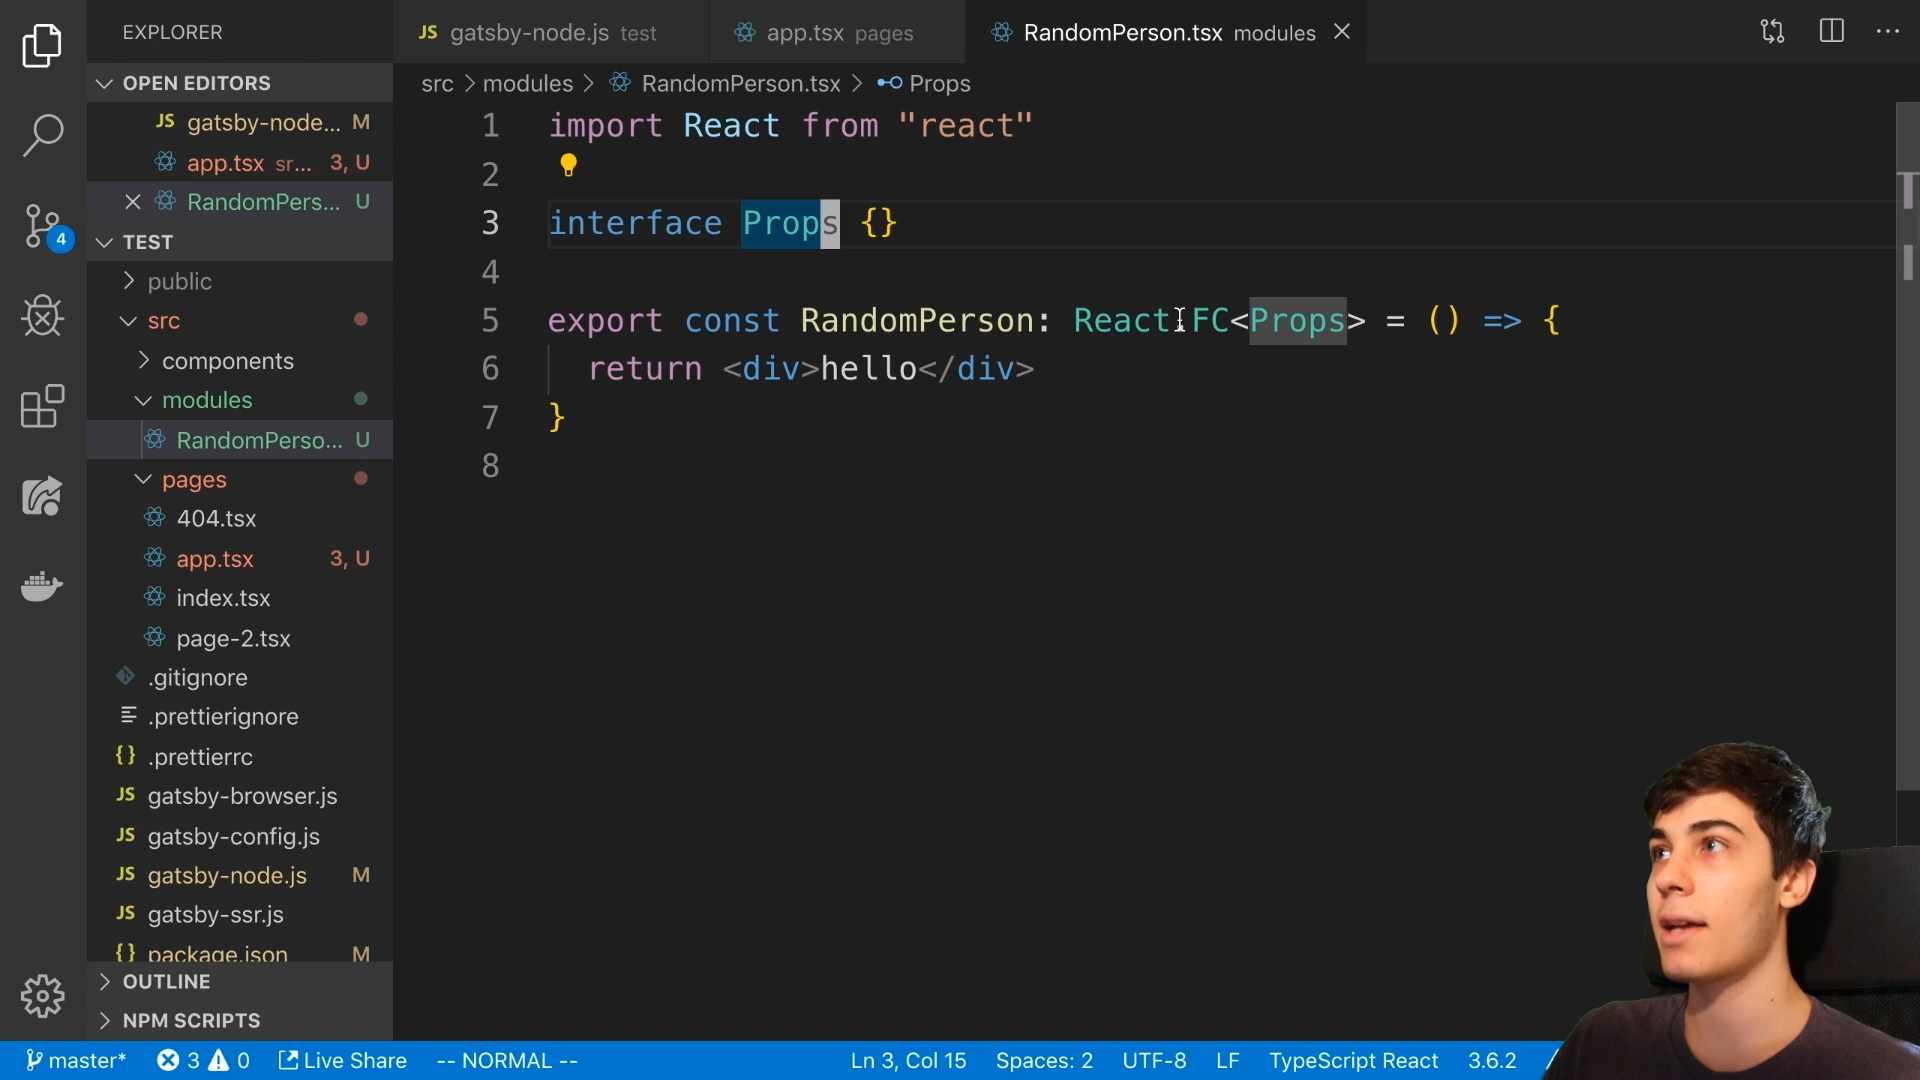 EXPLORER
OPEN EDITORS
JS gatsby-node... M
app.tsx sr... 3, U
RandomPers... U
TEST
public
src
components
modules
RandomPerso... U
pages
404.tsx
app.tsx 3, U
index.tsx
page-2.tsx
.gitignore
.prettierignore
{} .prettierrc
JS gatsby-browser.js
JS gatsby-config.js
JS gatsby-node.js M
JS gatsby-ssr.js
{} package.json M
OUTLINE
NPM SCRIPTS
4
JS gatsby-node.js test
app.tsx pages
RandomPerson.tsx modules
src > modules > RandomPerson.tsx > Props
1 import React from "react"
2
3 interface Props {}
4
5 export const RandomPerson: React.FC<Props> = () => {
6 return <div>hello</div>
7 }
8
master* 3 0 Live Share -- NORMAL -- Ln 3, Col 15 Spaces: 2 UTF-8 LF TypeScript React 3.6.2